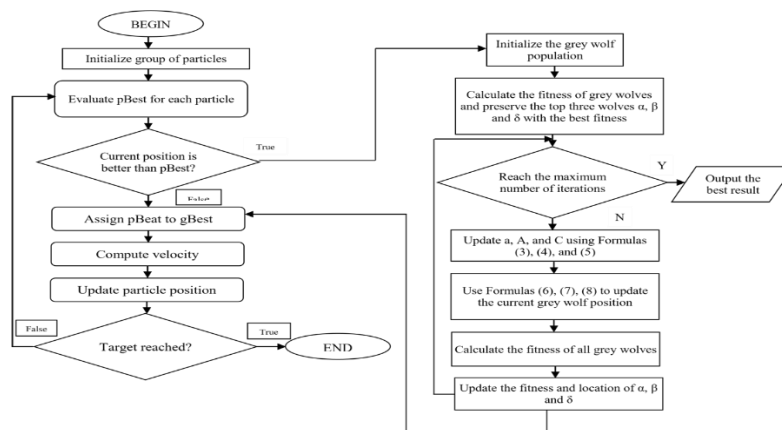 BEGIN
Initialize group of particles
Evaluate pBest for each particle
Current position is
better than pBest?
True
False
Assign pBeat to gBest
Compute velocity
Update particle position
False
Target reached?
True
END
Initialize the grey wolf
population
Calculate the fitness of grey wolves
and preserve the top three wolves α, β
and δ with the best fitness
Reach the maximum
number of iterations
Y
Output the
best result
N
Update a, A, and C using Formulas
(3), (4), and (5)
Use Formulas (6), (7), (8) to update
the current grey wolf position
Calculate the fitness of all grey wolves
Update the fitness and location of α, β
and δ